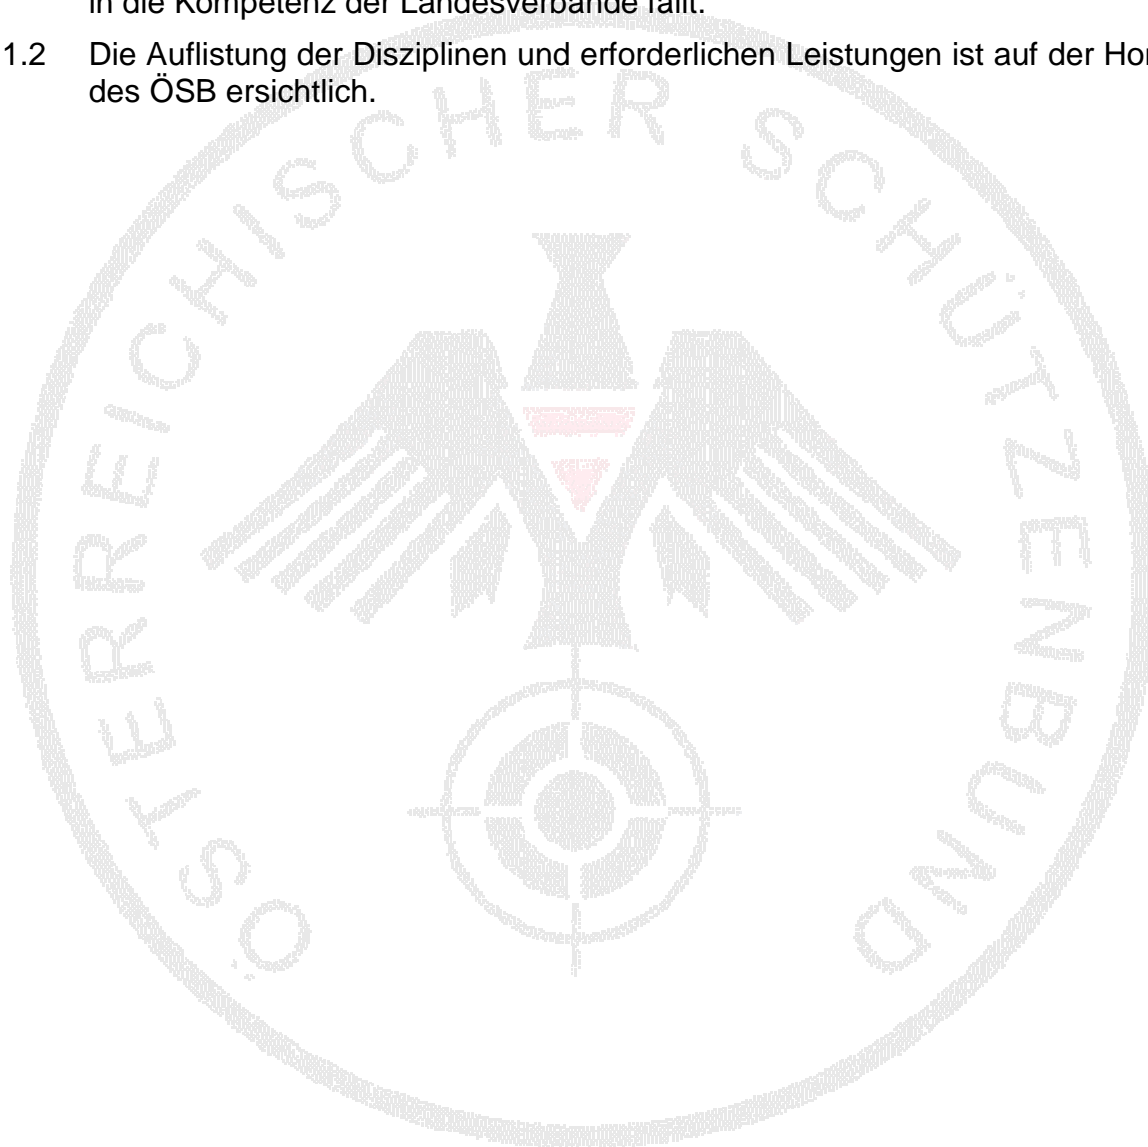 in die Kompetenz der Landesverbände fällt.
1.2 Die Auflistung der Disziplinen und erforderlichen Leistungen ist auf der
des ÖSB ersichtlich.
ÖSTERREICHISCHER SCHÜTZENBUND